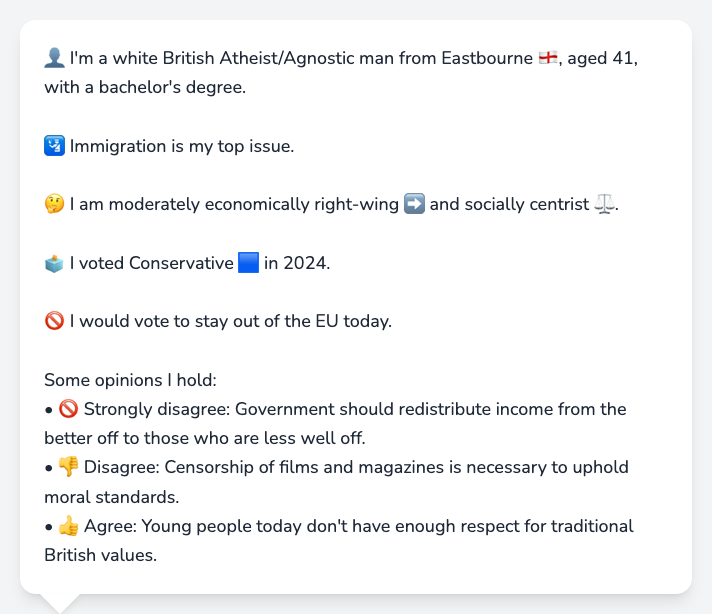 👤 I'm a white British Atheist/Agnostic man from Eastbourne 🏴󠁧󠁢󠁥󠁮󠁧󠁿, aged 41,
with a bachelor's degree.
🛂 Immigration is my top issue.
🤔 I am moderately economically right-wing ➡️ and socially centrist ⚖️.
🗳️ I voted Conservative 🟦 in 2024.
🚫 I would vote to stay out of the EU today.
Some opinions I hold:
• 🚫 Strongly disagree: Government should redistribute income from the
better off to those who are less well off.
• 👎 Disagree: Censorship of films and magazines is necessary to uphold
moral standards.
• 👍 Agree: Young people today don't have enough respect for traditional
British values.